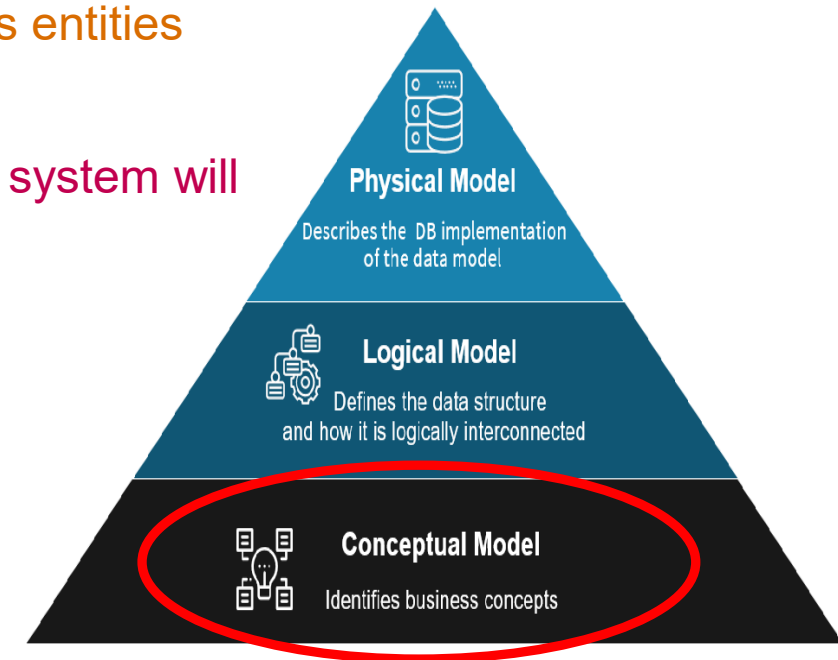 s entities
system will
Physical Model
Describes the DB implementation
of the data model
Logical Model
Defines the data structure
and how it is logically interconnected
Conceptual Model
Identifies business concepts